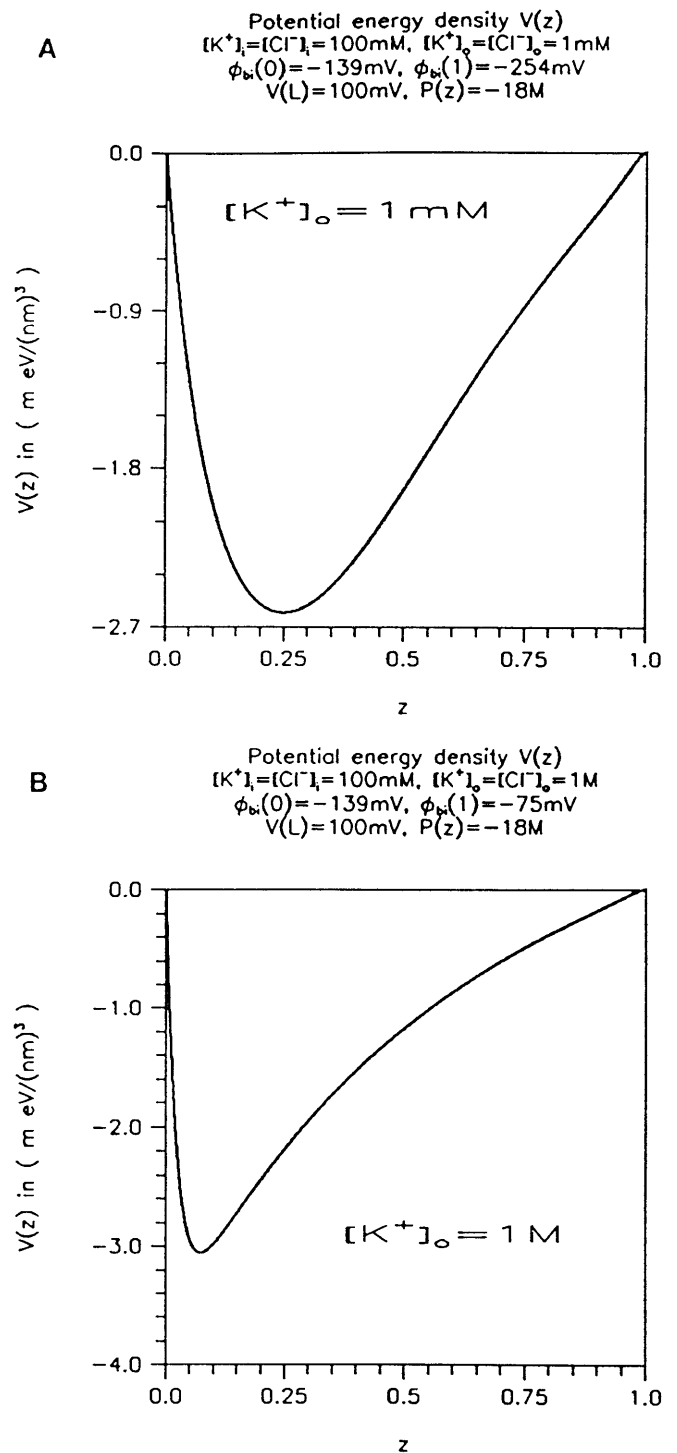 A
Potential energy density V(z)
[K⁺]ᵢ=[Cl⁻]ᵢ=100mM, [K⁺]ₒ=[Cl⁻]ₒ=1mM
ϕbi(0)=−139mV, ϕbi(1)=−254mV
V(L)=100mV, P(z)=−18M
[K⁺]ₒ= 1 mM
V(z) in ( m eV/(nm)³ )
0.0
−0.9
−1.8
−2.7
0.0 0.25 0.5 0.75 1.0
z
B
Potential energy density V(z)
[K⁺]ᵢ=[Cl⁻]ᵢ=100mM, [K⁺]ₒ=[Cl⁻]ₒ=1M
ϕbi(0)=−139mV, ϕbi(1)=−75mV
V(L)=100mV, P(z)=−18M
V(z) in ( m eV/(nm)³ )
0.0
−1.0
−2.0
−3.0
−4.0
[K⁺]ₒ= 1 M
0.0 0.25 0.5 0.75 1.0
z